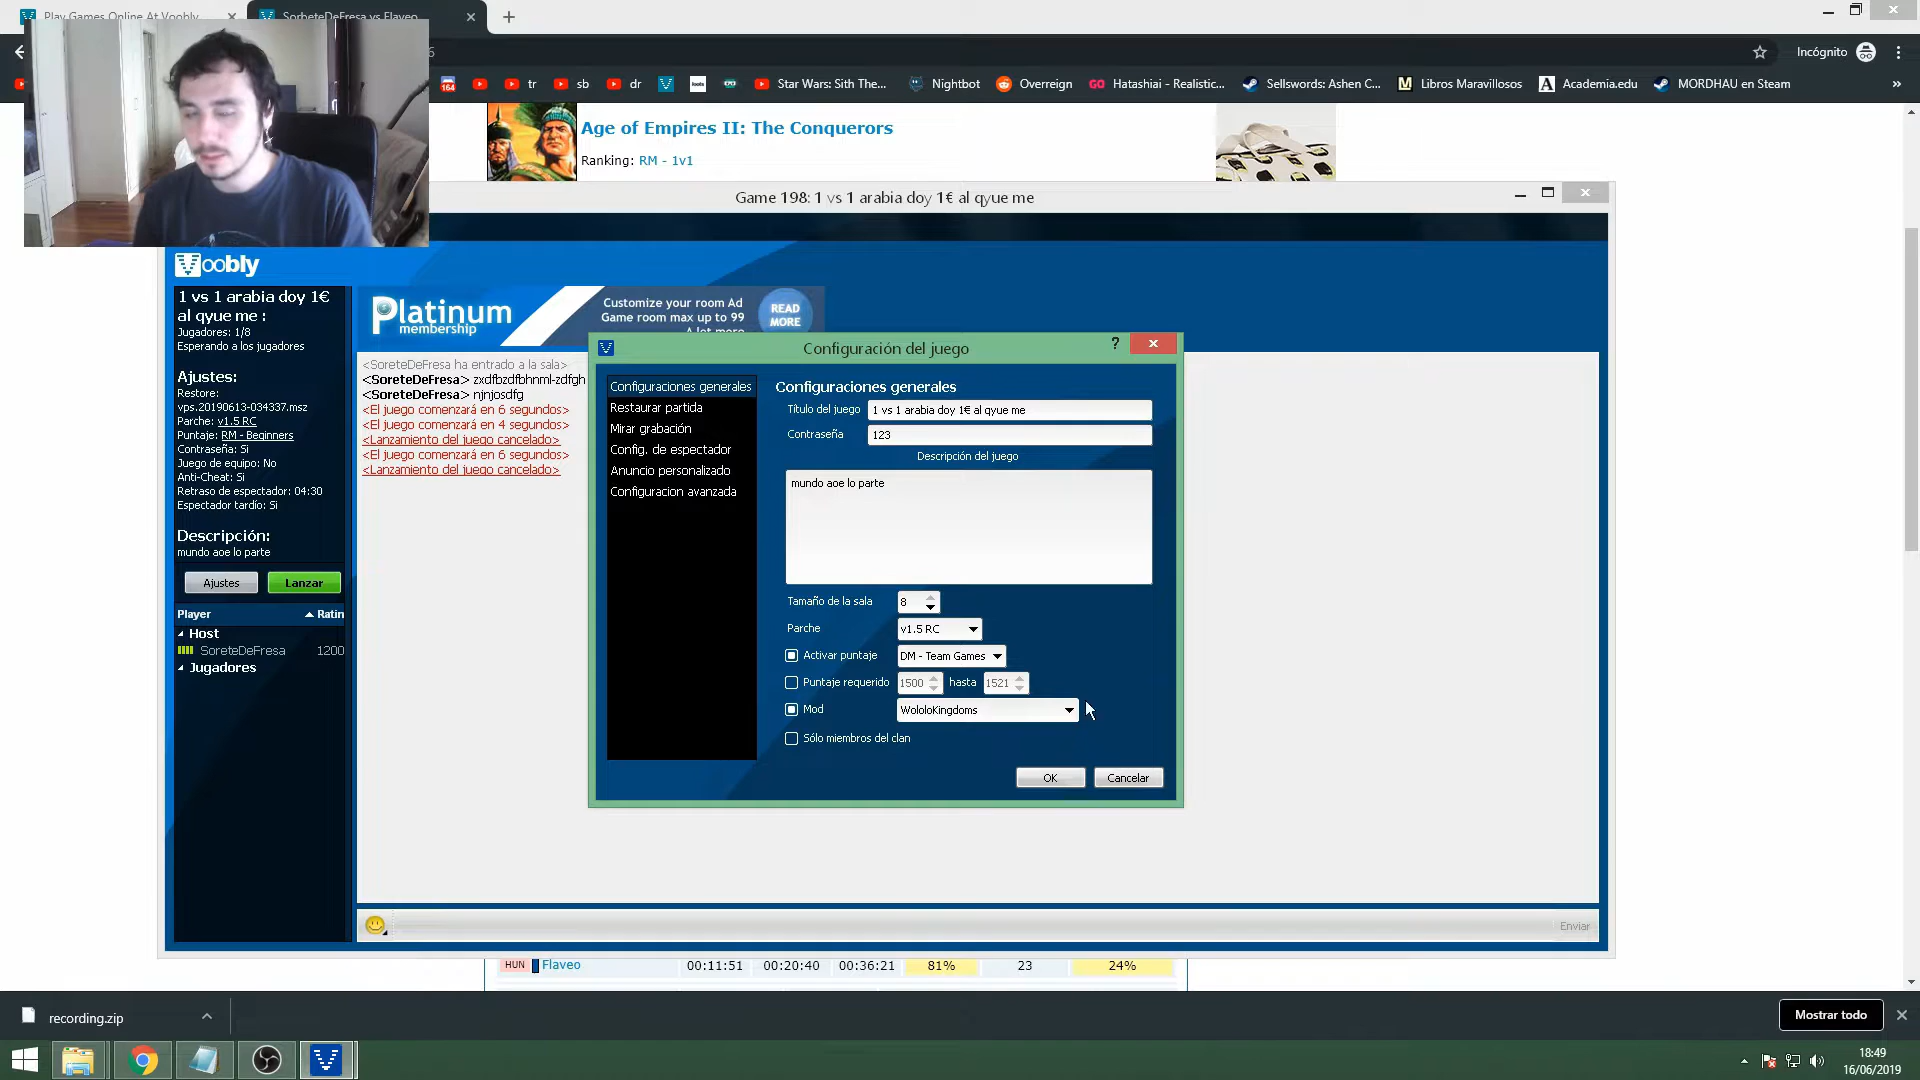 Play Games Online At Voobly
SorbeteDeFresa vs Flaveo
6
Incógnito
164
tr
sb
dr
tools
Star Wars: Sith The...
Nightbot
Overreign
GO
Hatashiai - Realistic...
Sellswords: Ashen C...
M
Libros Maravillosos
A
Academia.edu
MORDHAU en Steam
»
Age of Empires II: The Conquerors
Ranking: RM - 1v1
Game 198: 1 vs 1 arabia doy 1€ al qyue me
Voobly
1 vs 1 arabia doy 1€
al qyue me :
Jugadores: 1/8
Esperando a los jugadores
Ajustes:
Restore:
vps.20190613-034337.msz
Parche: v1.5 RC
Puntaje: RM - Beginners
Contraseña: Si
Juego de equipo: No
Anti-Cheat: Si
Retraso de espectador: 04:30
Espectador tardío: Si
Descripción:
mundo aoe lo parte
Ajustes
Lanzar
Player
Ratin
Host
SoreteDeFresa 1200
Jugadores
Platinum
membership
Customize your room Ad
Game room max up to 99
A lot more
READ
MORE
<SoreteDeFresa ha entrado a la sala>
<SoreteDeFresa> zxdfbzdfbhnml-zdfgh
<SoreteDeFresa> njnjosdfg
<El juego comenzará en 6 segundos>
<El juego comenzará en 4 segundos>
<Lanzamiento del juego cancelado>
<El juego comenzará en 6 segundos>
<Lanzamiento del juego cancelado>
Configuración del juego
?
Configuraciones generales
Restaurar partida
Mirar grabación
Config. de espectador
Anuncio personalizado
Configuracion avanzada
Configuraciones generales
Título del juego
1 vs 1 arabia doy 1€ al qyue me
Contraseña
123
Descripción del juego
mundo aoe lo parte
Tamaño de la sala
8
Parche
v1.5 RC
Activar puntaje
DM - Team Games
Puntaje requerido
1500
hasta
1521
Mod
WololoKingdoms
Sólo miembros del clan
OK
Cancelar
Enviar
HUN
Flaveo
00:11:51
00:20:40
00:36:21
81%
23
24%
recording.zip
Mostrar todo
18:49
16/06/2019